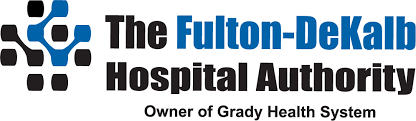 The Fulton-DeKalb
Hospital Authority
Owner of Grady Health System